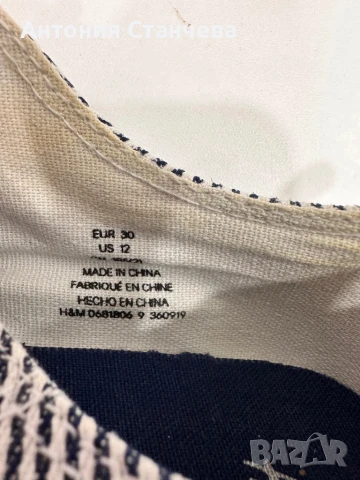 Антония Станчева
EUR 30
US 12
MADE IN CHINA
FABRIQUÉ EN CHINE
HECHO EN CHINA
H&M 0681806 9 360919
BAZAR